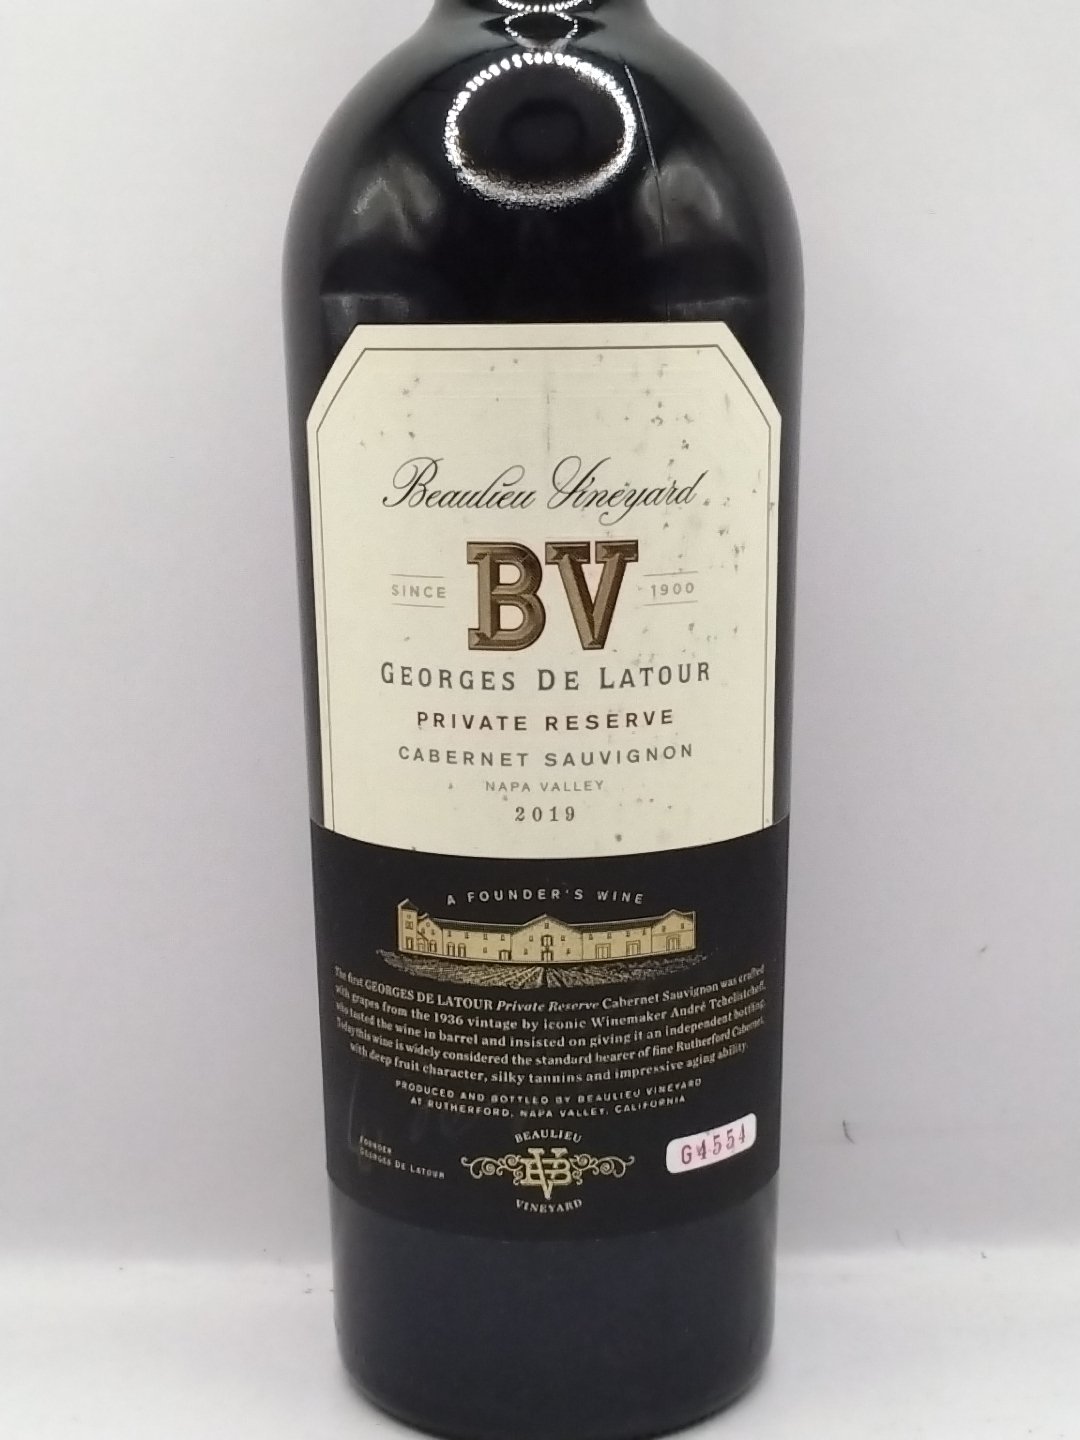 Beaulieu Vineyard
SINCE BV 1900
GEORGES DE LATOUR
PRIVATE RESERVE
CABERNET SAUVIGNON
NAPA VALLEY
2019
A FOUNDER'S WINE
The first GEORGES DE LATOUR Private Reserve Cabernet Sauvignon was crafted
with grapes from the 1936 vintage by iconic Winemaker André Tchelistcheff,
who tasted the wine in barrel and insisted on giving it an independent bottling.
Today this wine is widely considered the standard bearer of fine Rutherford Cabernet,
with deep fruit character, silky tannins and impressive aging ability.
PRODUCED AND BOTTLED BY BEAULIEU VINEYARD
AT RUTHERFORD, NAPA VALLEY, CALIFORNIA
FOUNDER
GEORGES DE LATOUR
BEAULIEU
BV
VINEYARD
G4554